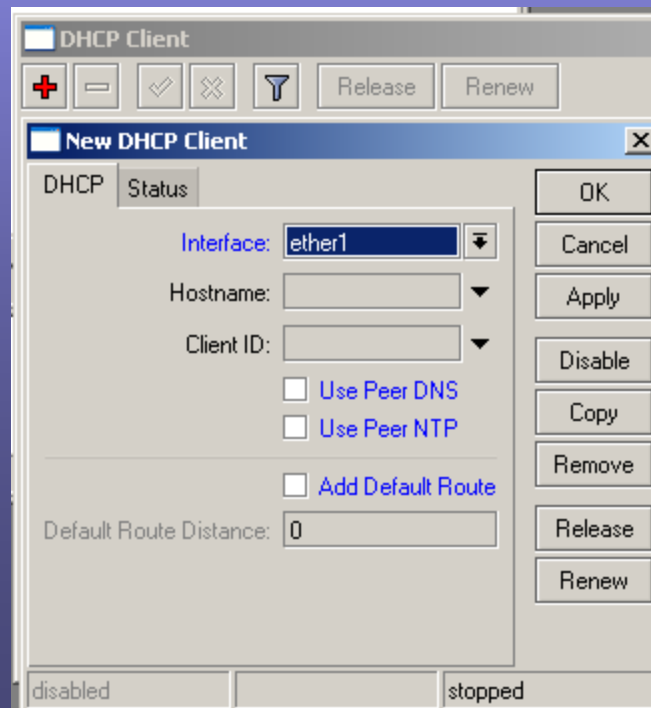 DHCP Client
Release Renew
New DHCP Client
DHCP Status
OK
Interface: ether1
Cancel
Hostname:
Apply
Client ID:
Disable
Use Peer DNS
Copy
Use Peer NTP
Remove
Add Default Route
Default Route Distance: 0
Release
Renew
disabled stopped